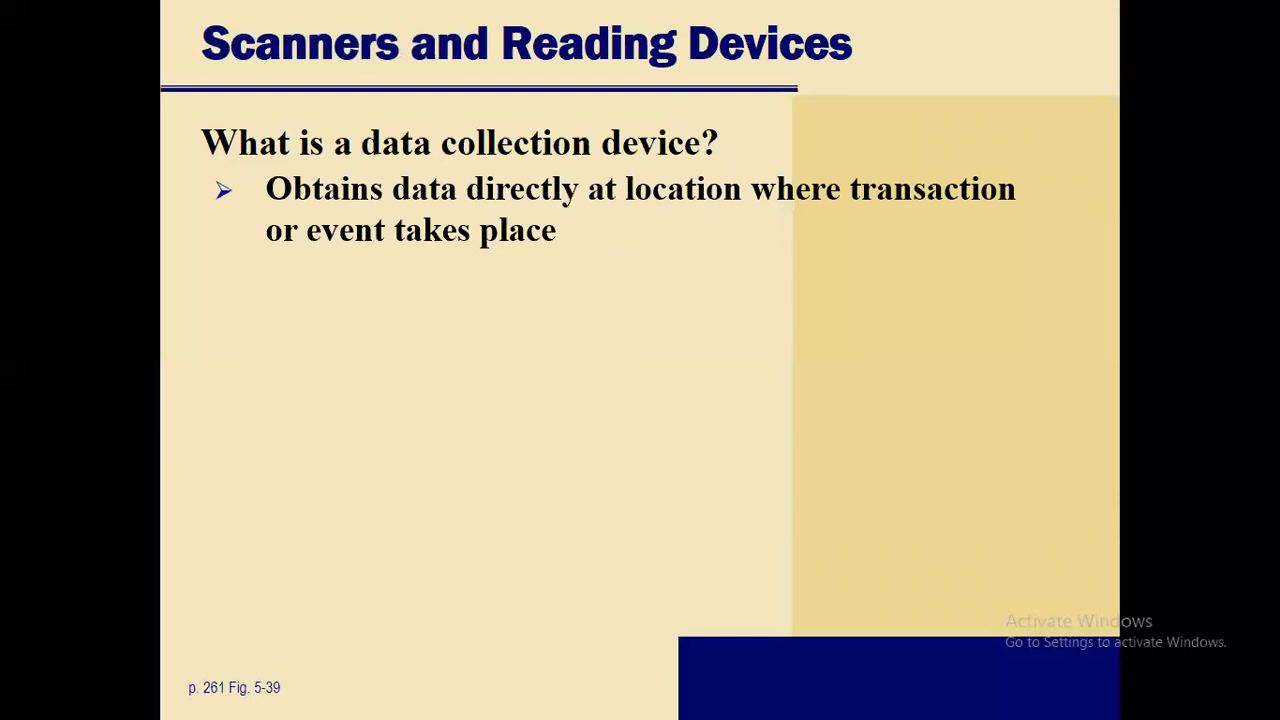 Scanners and Reading Devices
What is a data collection device?
Obtains data directly at location where transaction
or event takes place
Activate Windows
Go to Settings to activate Windows.
p. 261 Fig. 5-39